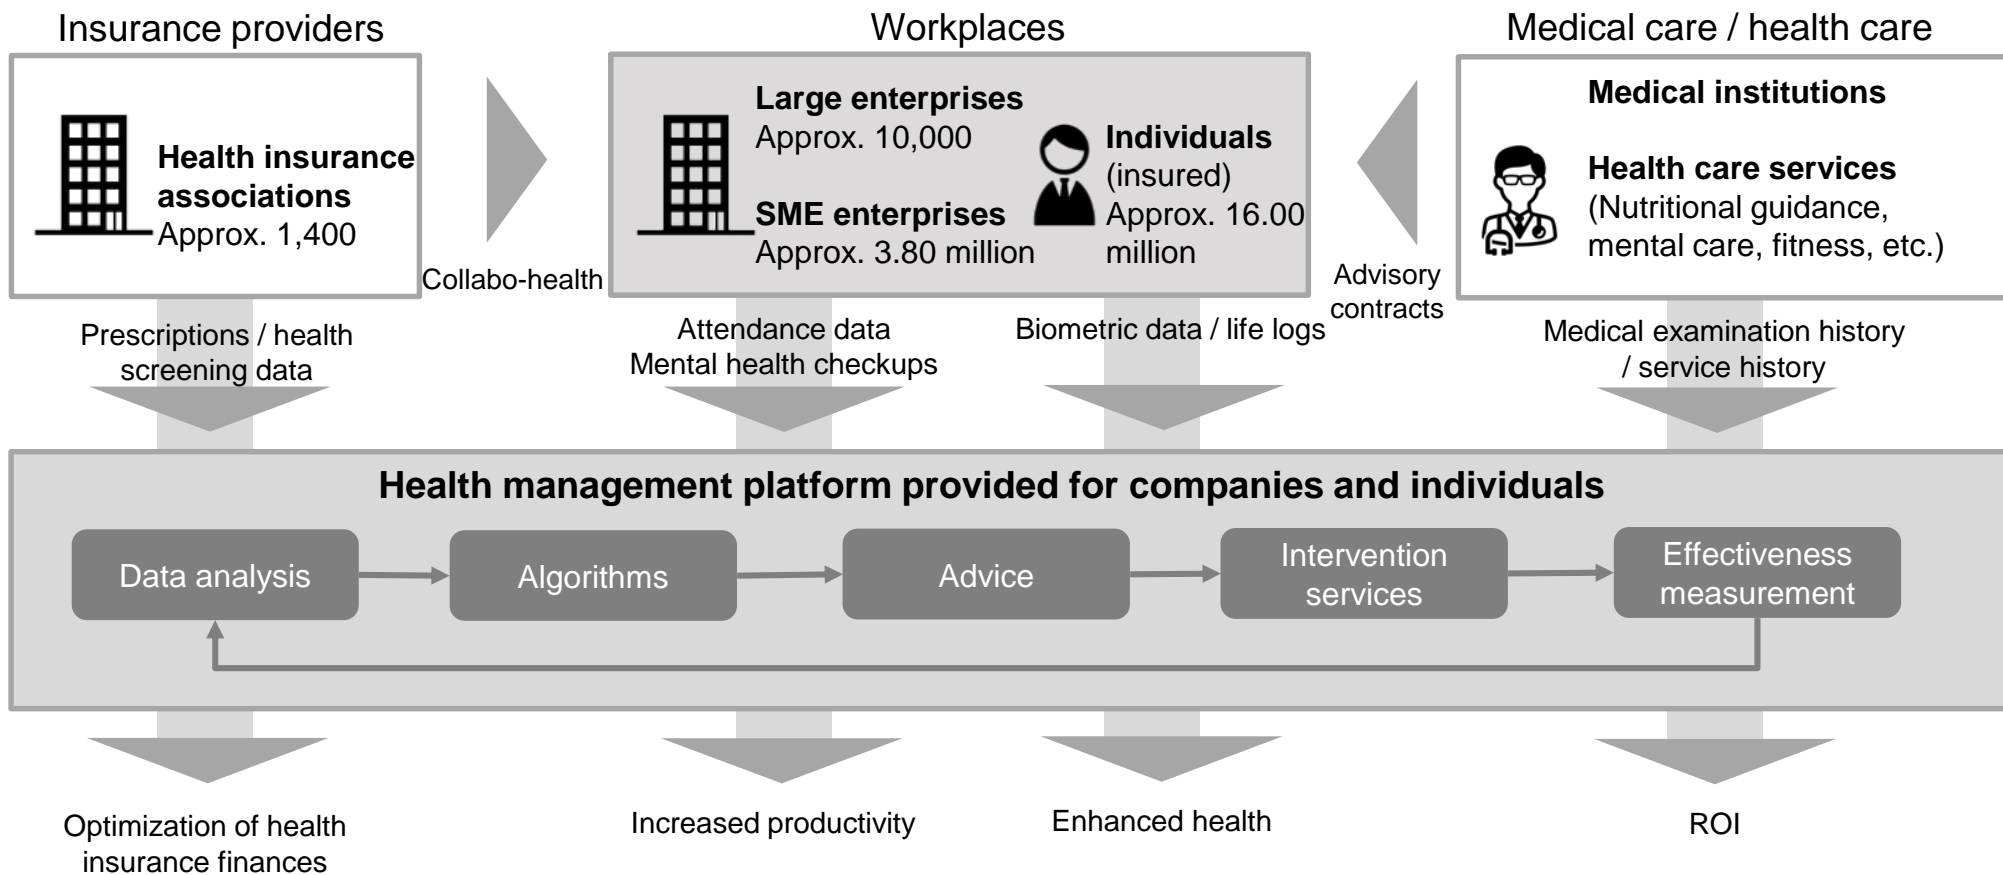 Insurance providers
Workplaces
Medical care / health care
Health insurance
associations
Approx. 1,400
Collabo-health
Large enterprises
Approx. 10,000
SME enterprises
Approx. 3.80 million
Individuals
(insured)
Approx. 16.00
million
Advisory
contracts
Medical institutions
Health care services
(Nutritional guidance,
mental care, fitness, etc.)
Prescriptions / health
screening data
Attendance data
Mental health checkups
Biometric data / life logs
Medical examination history
/ service history
Health management platform provided for companies and individuals
Data analysis
Algorithms
Advice
Intervention
services
Effectiveness
measurement
Optimization of health
insurance finances
Increased productivity
Enhanced health
ROI